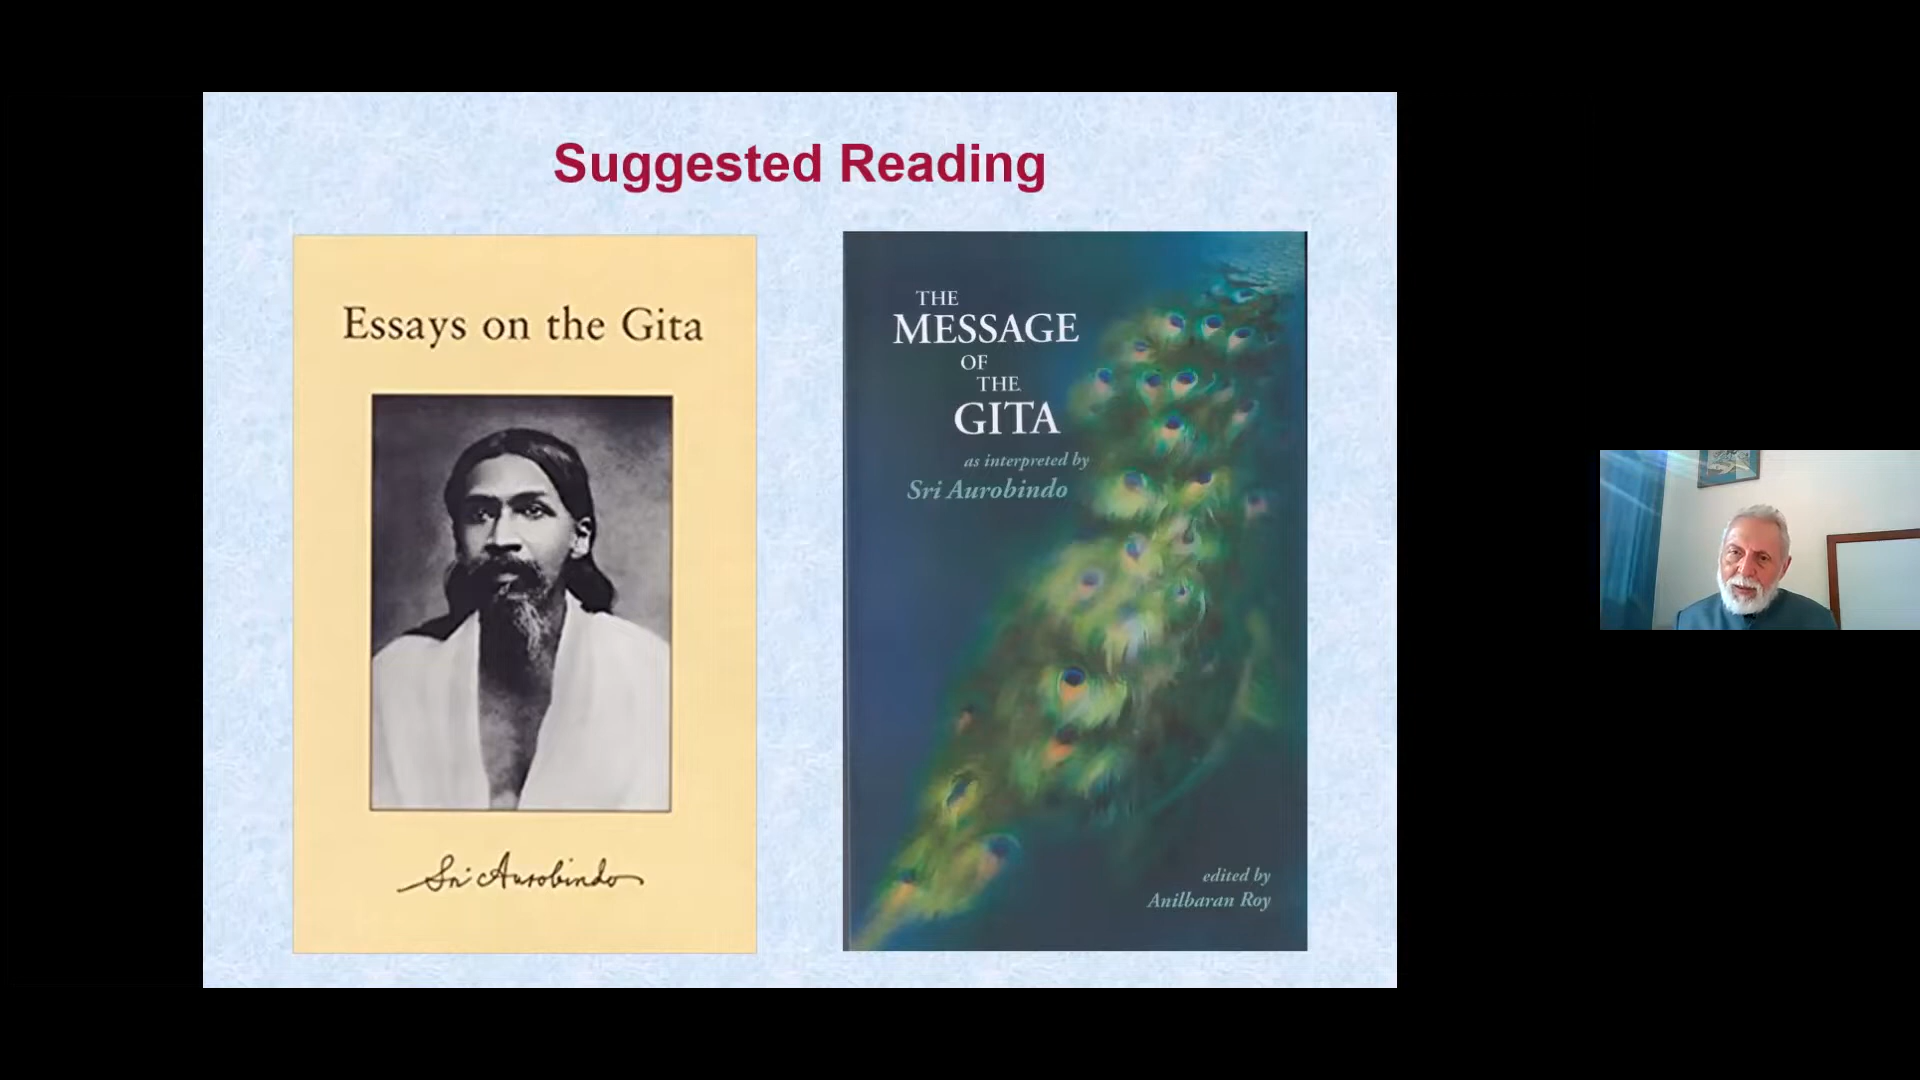 Suggested Reading
Essays on the Gita
Sri Aurobindo
THE
MESSAGE
OF
THE
GITA
as interpreted by
Sri Aurobindo
edited by
Anilbaran Roy